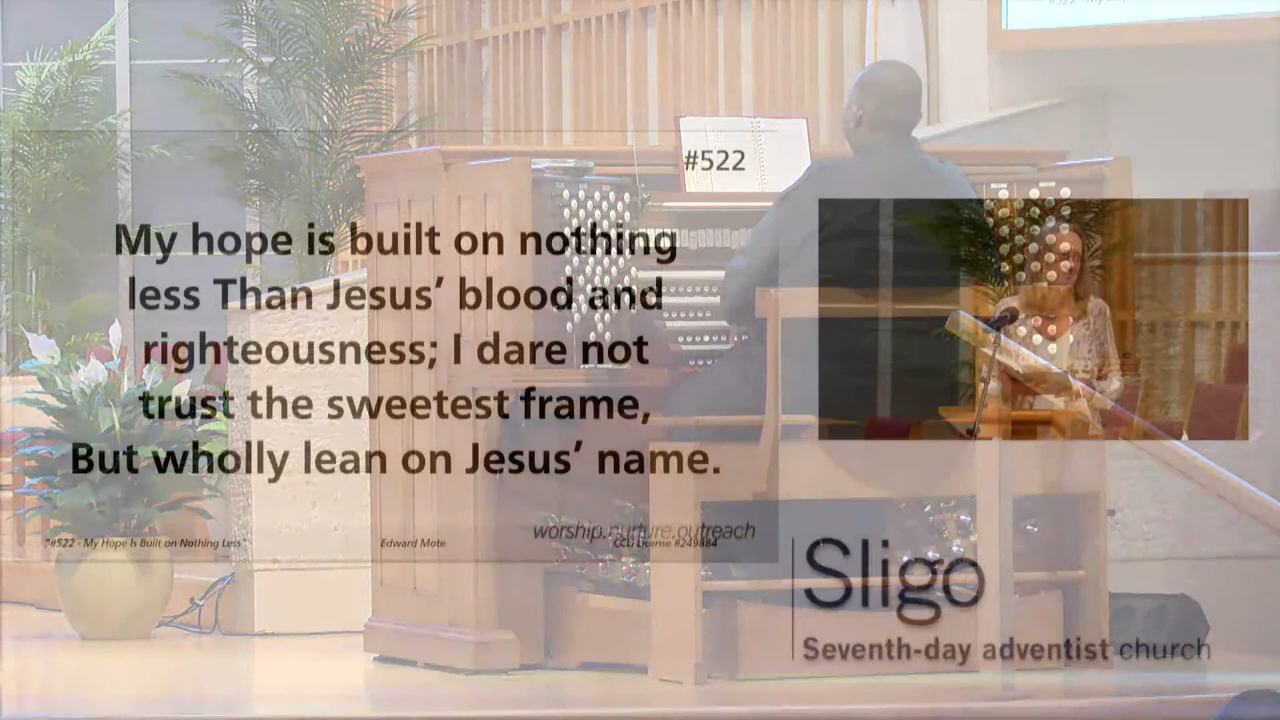 #522
My hope is built on nothing
less Than Jesus’ blood and
righteousness; I dare not
trust the sweetest frame,
But wholly lean on Jesus’ name.
worship.nurture.outreach
"#522 - My Hope Is Built on Nothing Less"
Edward Mote
CCLI License #249884
Sligo
Seventh-day adventist church